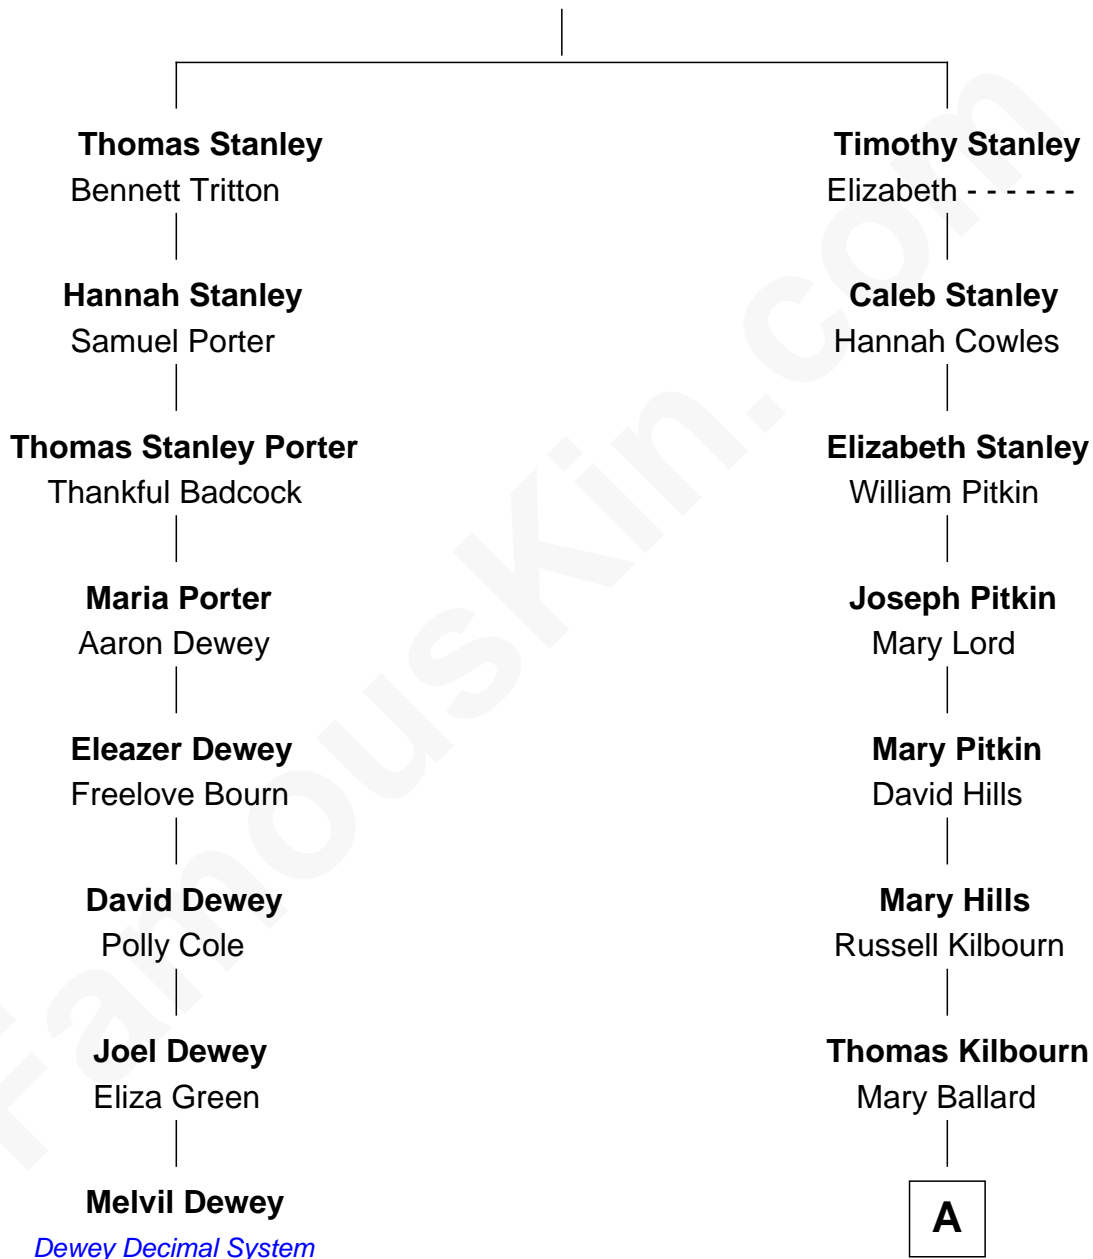 Thomas Stanley
Bennett Tritton
Hannah Stanley
Samuel Porter
Thomas Stanley Porter
Thankful Badcock
Maria Porter
Aaron Dewey
Eleazer Dewey
Freelove Bourn
David Dewey
Polly Cole
Joel Dewey
Eliza Green
Melvil Dewey
Dewey Decimal System
Timothy Stanley
Elizabeth - - - - - -
Caleb Stanley
Hannah Cowles
Elizabeth Stanley
William Pitkin
Joseph Pitkin
Mary Lord
Mary Pitkin
David Hills
Mary Hills
Russell Kilbourn
Thomas Kilbourn
Mary Ballard
A
FamousKin.com